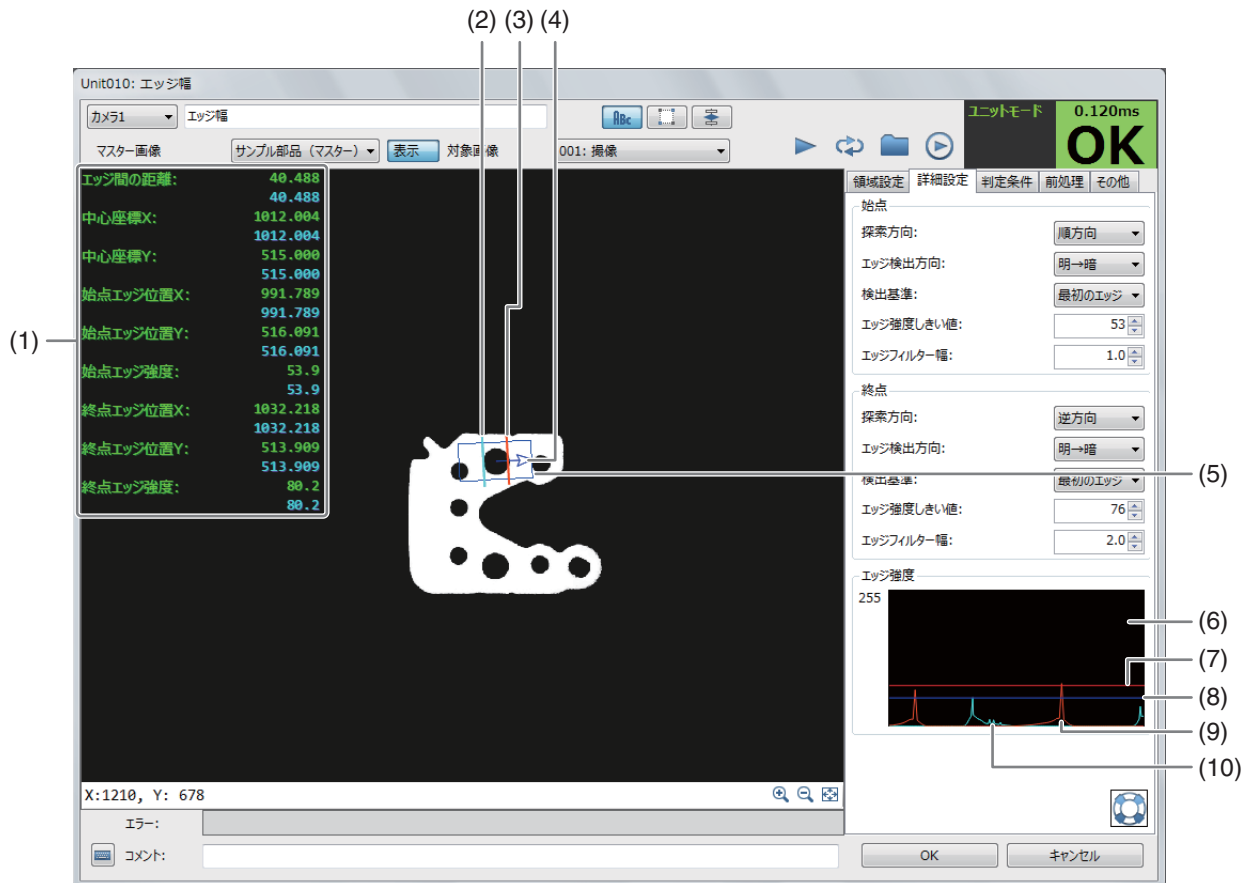 (2) (3) (4)
Unit010: エッジ幅
カメラ1 エッジ幅 ABc
ユニットモード 0.120ms
OK
マスター画像 サンプル部品（マスター） 表示 対象画像 001: 撮像
エッジ間の距離: 40.488
40.488
中心座標X: 1012.004
1012.004
中心座標Y: 515.000
515.000
始点エッジ位置X: 991.789
991.789
始点エッジ位置Y: 516.091
516.091
始点エッジ強度: 53.9
53.9
終点エッジ位置X: 1032.218
1032.218
終点エッジ位置Y: 513.909
513.909
終点エッジ強度: 80.2
80.2
(1)
領域設定 詳細設定 判定条件 前処理 その他
始点
探索方向: 順方向
エッジ検出方向: 明→暗
検出基準: 最初のエッジ
エッジ強度しきい値: 53
エッジフィルター幅: 1.0
終点
探索方向: 逆方向
エッジ検出方向: 明→暗
検出基準: 最初のエッジ
エッジ強度しきい値: 76
エッジフィルター幅: 2.0
エッジ強度
255
(5)
(6)
(7)
(8)
(9)
(10)
X:1210, Y: 678
エラー:
コメント:
OK キャンセル